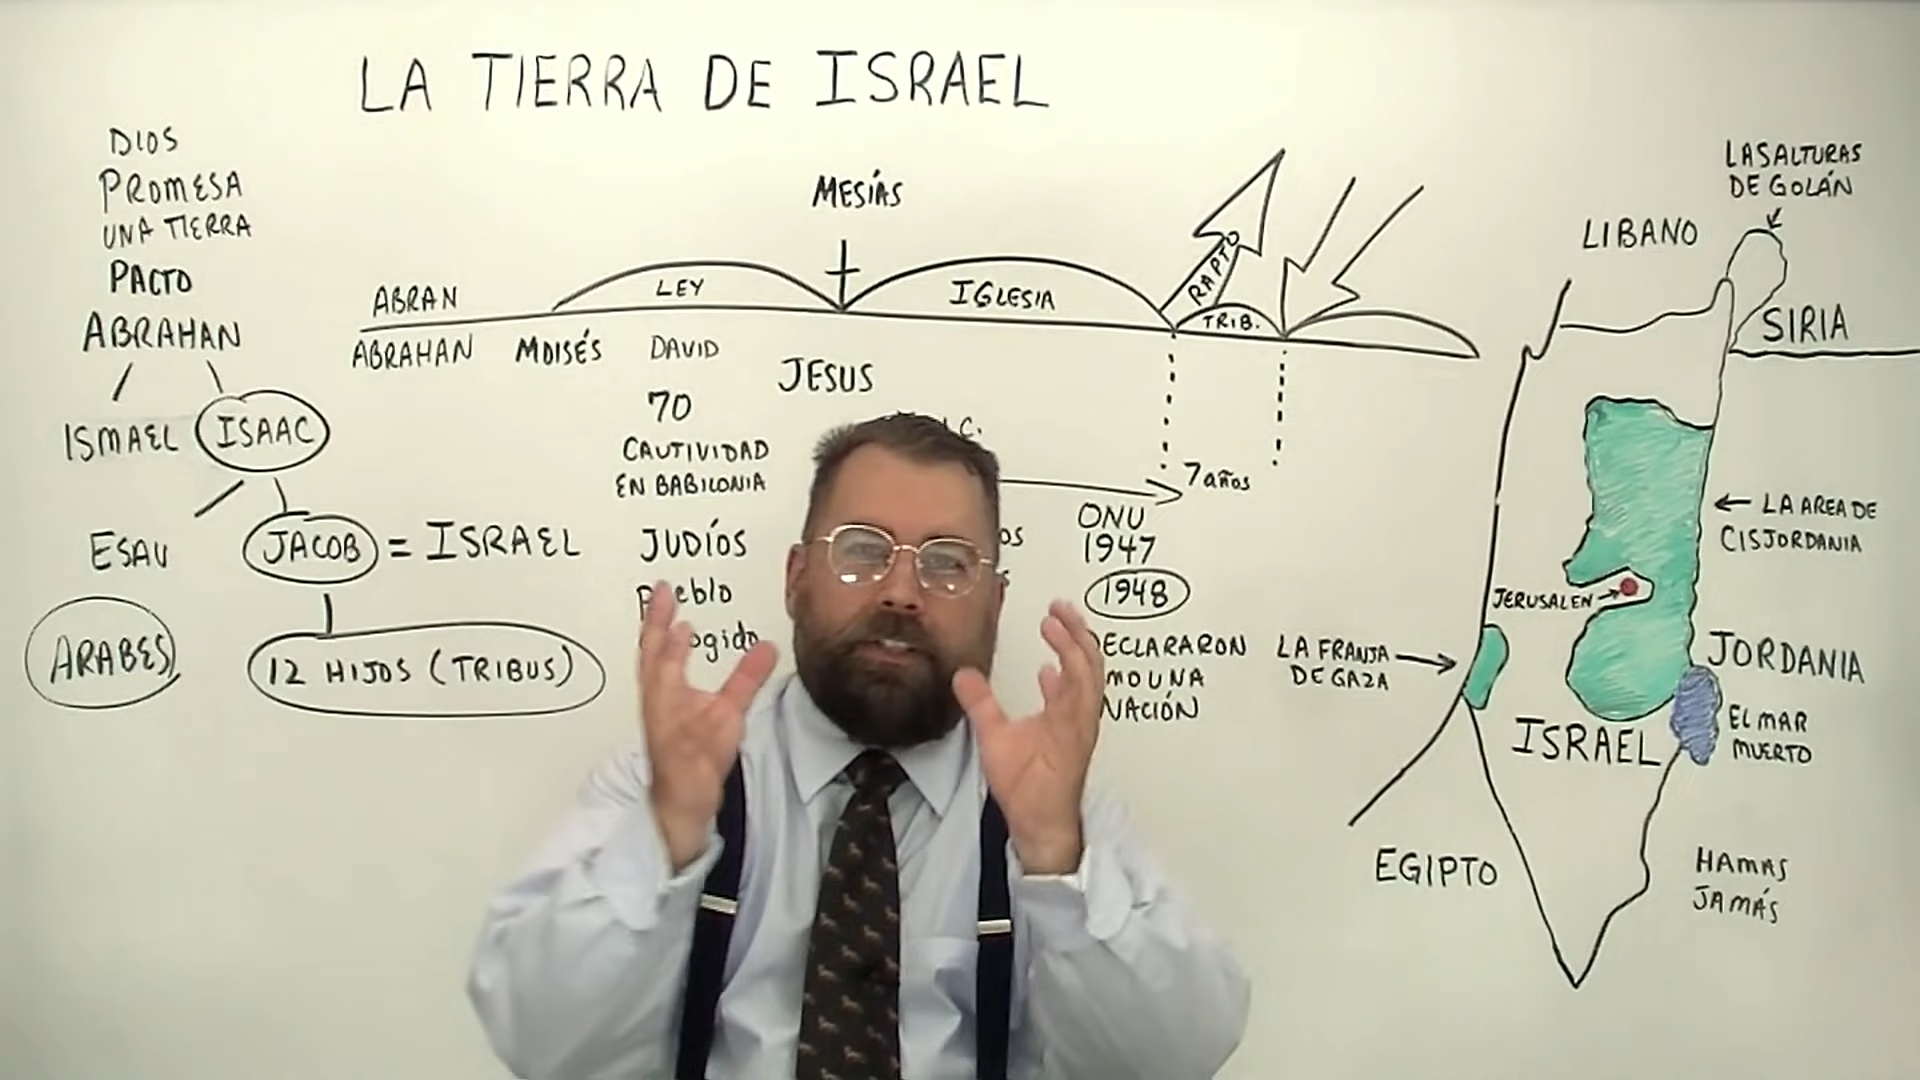 LA TIERRA DE ISRAEL
DIOS
PROMESA
UNA TIERRA
PACTO
ABRAHAN
ISMAEL
ISAAC
ESAU
JACOB = ISRAEL
ARABES
12 HIJOS (TRIBUS)
MESÍAS
ABRAN
LEY
IGLESIA
RAPTO
TRIB.
ABRAHAN
MOISÉS
DAVID
JESUS
70
CAUTIVIDAD
EN BABILONIA
JUDÍOS
7 años
ONU
1947
1948
NACIÓN
LAS ALTURAS
DE GOLÁN
LIBANO
SIRIA
LA AREA DE
CISJORDANIA
JERUSALEN
LA FRANJA
DE GAZA
JORDANIA
ISRAEL
EL MAR
MUERTO
EGIPTO
HAMAS
JAMÁS